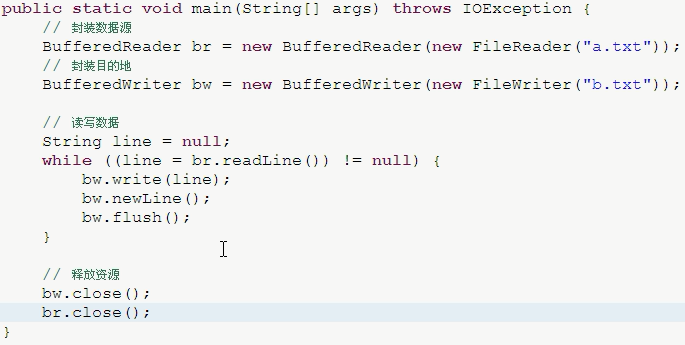 public static void main(String[] args) throws IOException {
// 封装数据源
BufferedReader br = new BufferedReader(new FileReader("a.txt"));
// 封装目的地
BufferedWriter bw = new BufferedWriter(new FileWriter("b.txt"));
// 读写数据
String line = null;
while ((line = br.readLine()) != null) {
bw.write(line);
bw.newLine();
bw.flush();
}
// 释放资源
bw.close();
br.close();
}